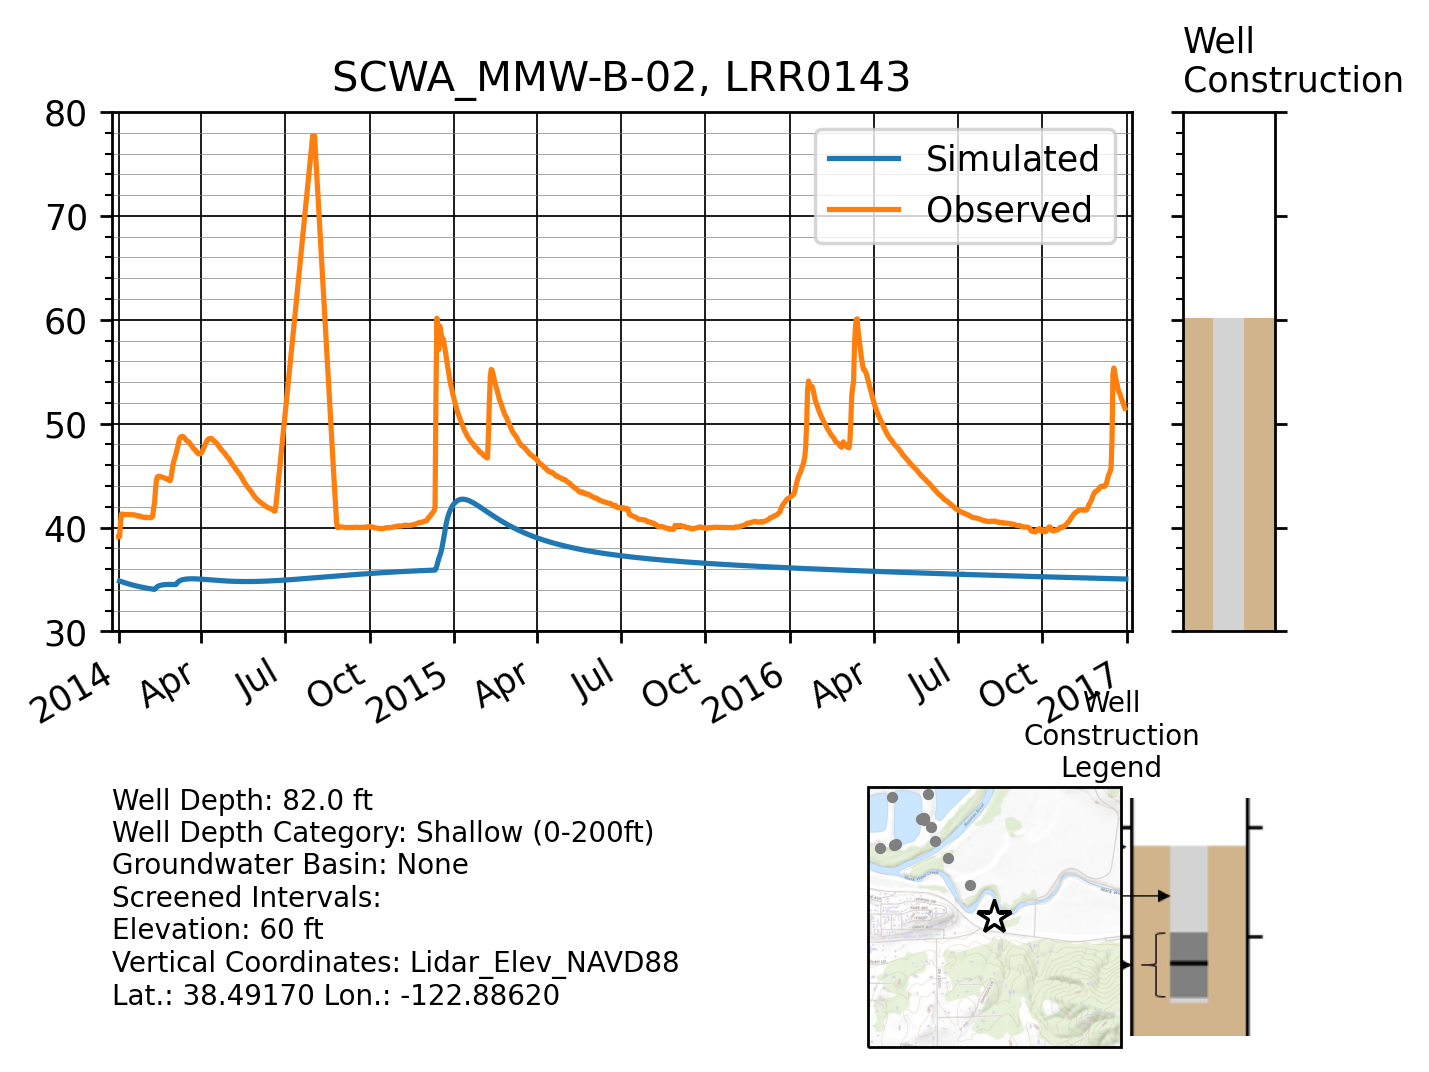 Well
Construction
SCWA_MMW-B-02, LRR0143
80
70
60
50
40
30
Simulated
Observed
2014
Apr
Jul
Oct
2015
Apr
Jul
Oct
2016
Apr
Jul
Oct
2017
Well
Construction
Legend
Well Depth: 82.0 ft
Well Depth Category: Shallow (0-200ft)
Groundwater Basin: None
Screened Intervals:
Elevation: 60 ft
Vertical Coordinates: Lidar_Elev_NAVD88
Lat.: 38.49170 Lon.: -122.88620